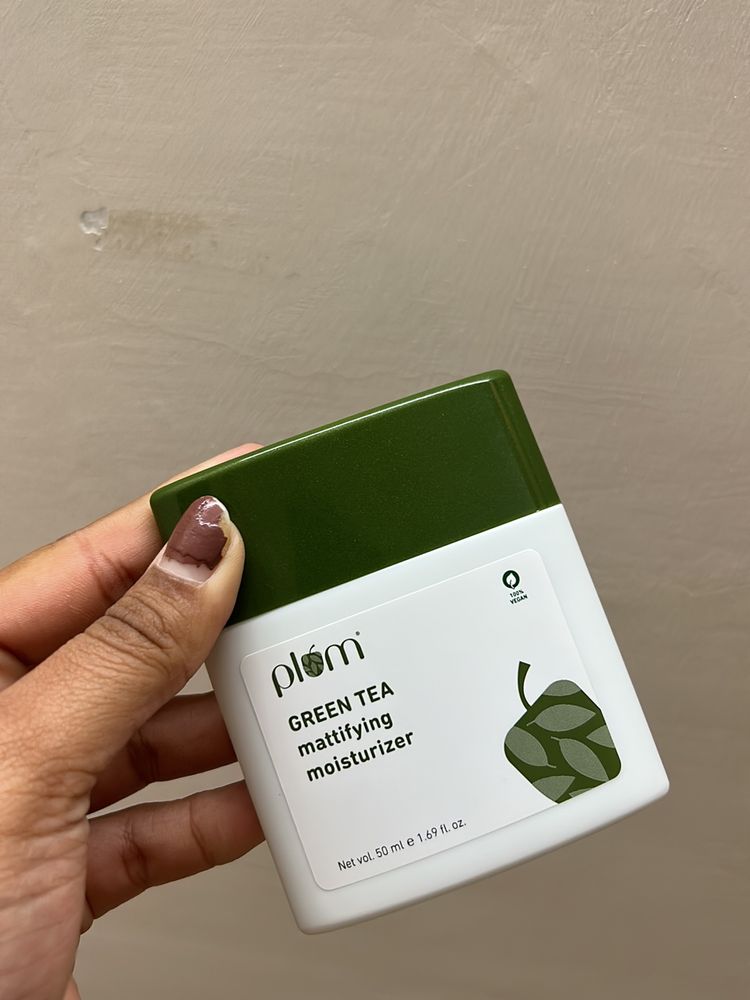 100%
VEGAN
plum®
GREEN TEA
mattifying
moisturizer
Net vol. 50 ml e 1.69 fl. oz.